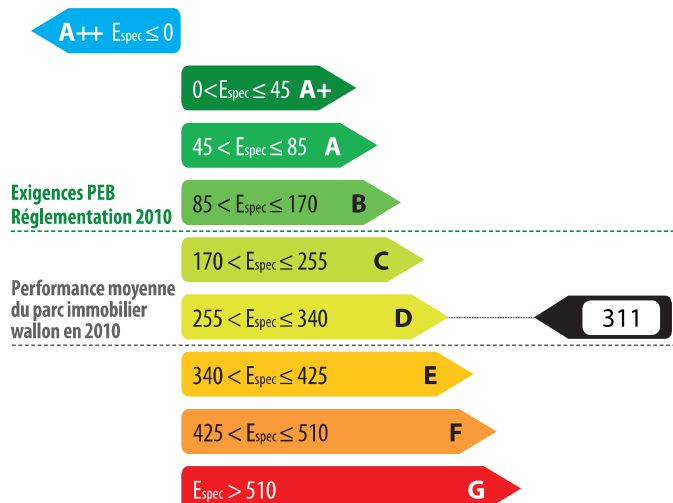 A++ Espec ≤ 0
0<Espec ≤ 45 A+
45 < Espec ≤ 85 A
Exigences PEB
Réglementation 2010
85 < Espec ≤ 170 B
170 < Espec ≤ 255 C
Performance moyenne
du parc immobilier
wallon en 2010
255 < Espec ≤ 340 D
311
340 < Espec ≤ 425 E
425 < Espec ≤ 510 F
Espec > 510 G